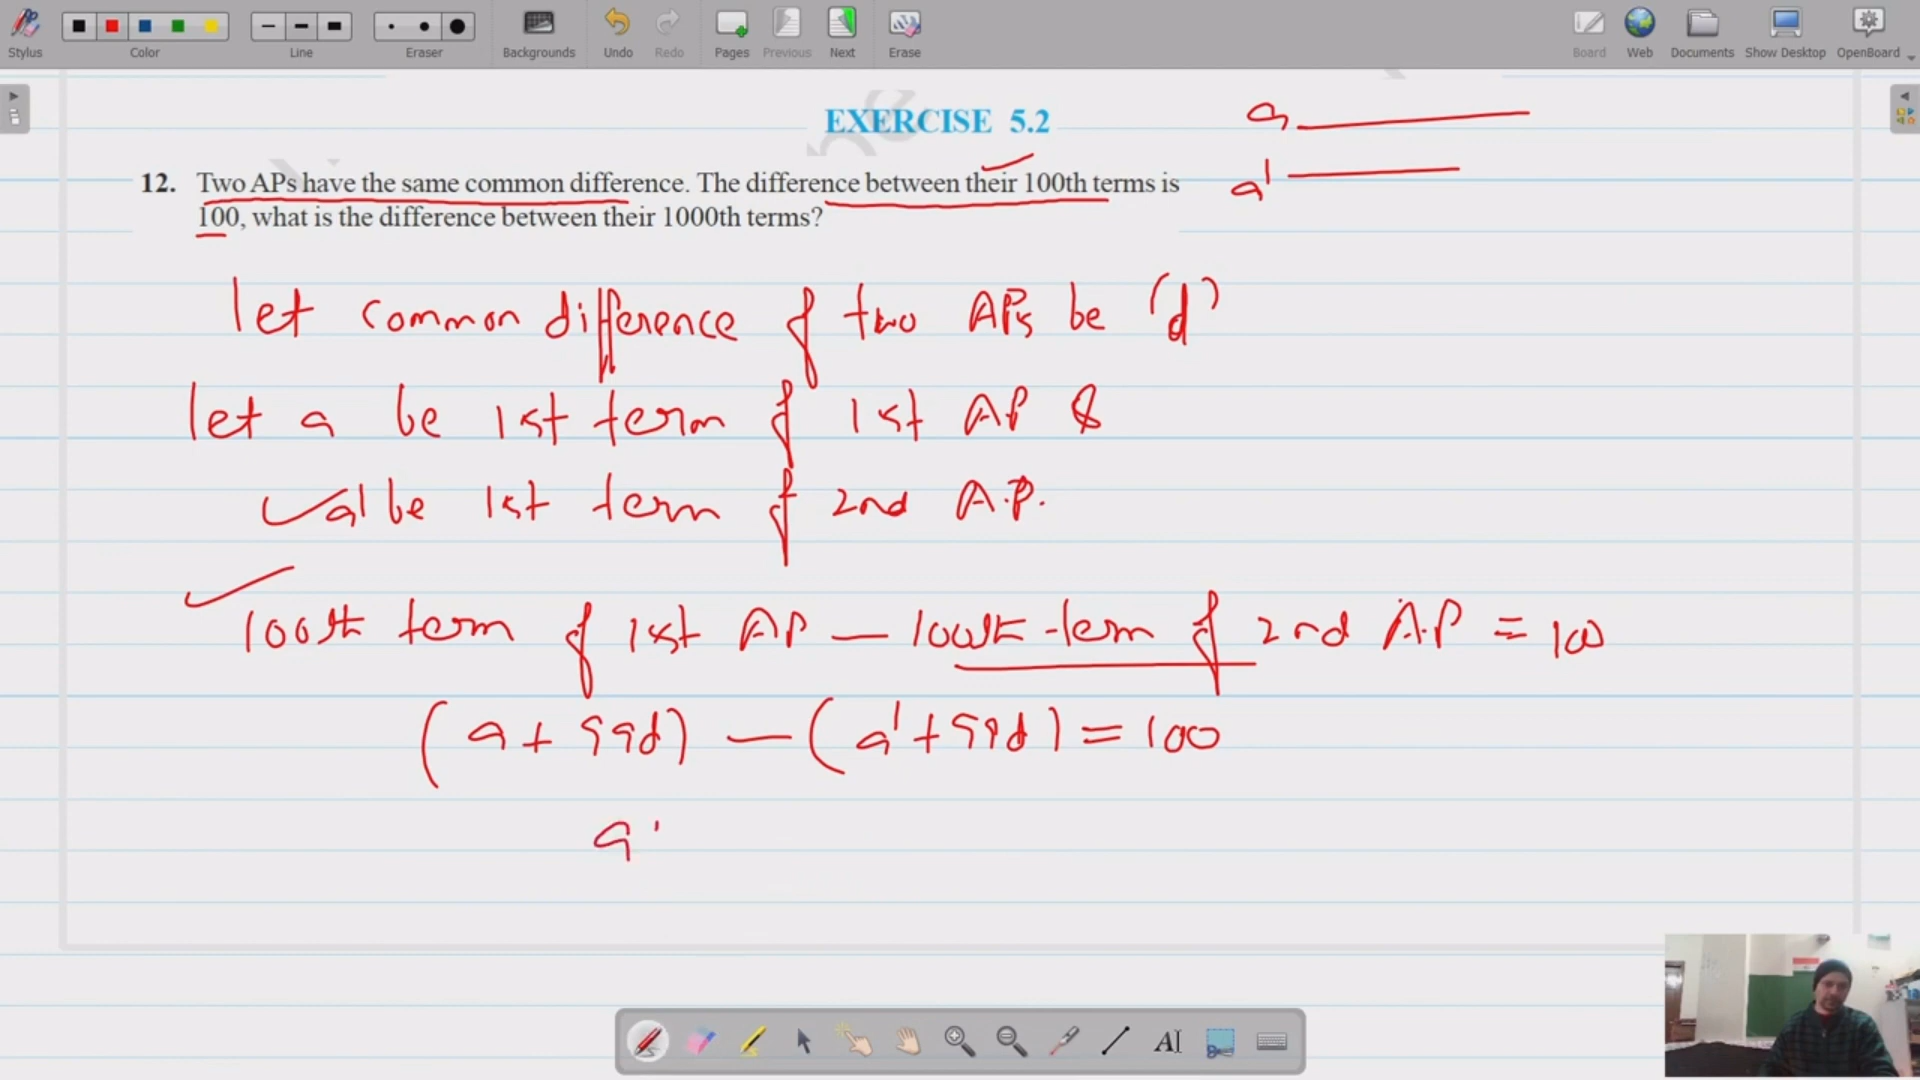 Stylus Color Line Eraser Backgrounds Undo Redo Pages Previous Next Erase Board Web Documents Show Desktop OpenBoard
EXERCISE 5.2
a
a'
12. Two APs have the same common difference. The difference between their 100th terms is
100, what is the difference between their 1000th terms?
let common difference of two APs be 'd'
let a be 1st term of 1st AP &
a' be 1st term of 2nd A.P.
100th term of 1st AP — 100th term of 2nd A.P = 100
(a + 99d) — (a' + 99d) = 100
a
AI